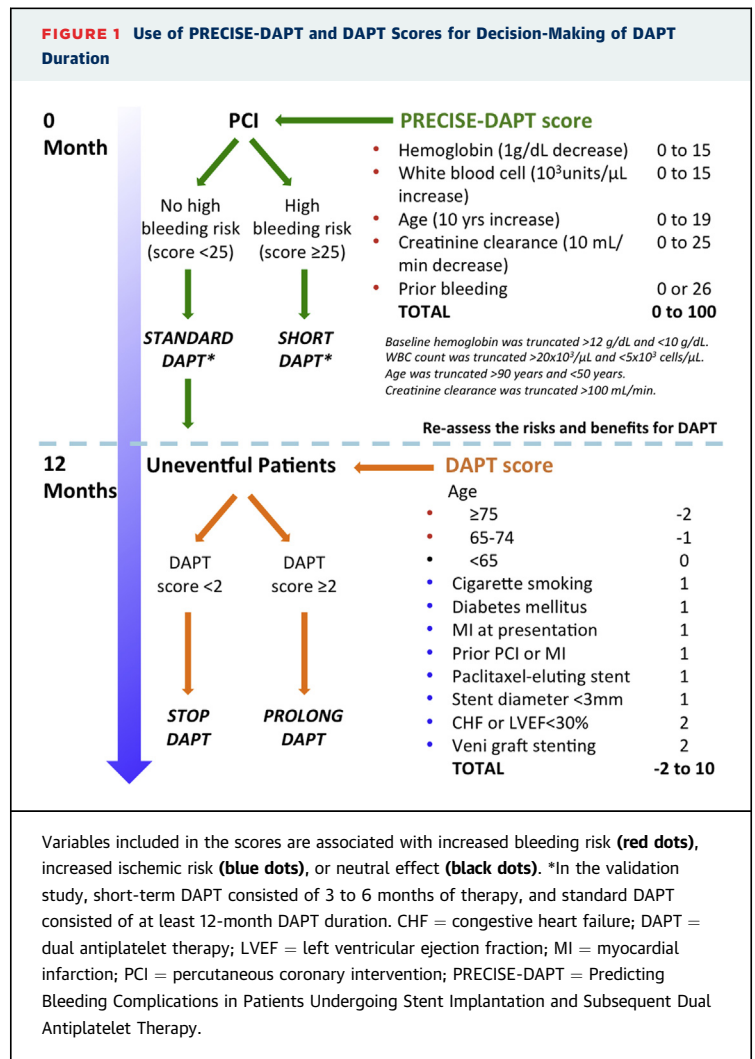 FIGURE 1 Use of PRECISE-DAPT and DAPT Scores for Decision-Making of DAPT
Duration
0
Month
PCI
PRECISE-DAPT score
• Hemoglobin (1g/dL decrease) 0 to 15
• White blood cell (10³units/µL 0 to 15
increase)
• Age (10 yrs increase) 0 to 19
• Creatinine clearance (10 mL/ 0 to 25
min decrease)
• Prior bleeding 0 or 26
TOTAL 0 to 100
No high
bleeding risk
(score <25)
High
bleeding risk
(score ≥25)
STANDARD
DAPT*
SHORT
DAPT*
Baseline hemoglobin was truncated >12 g/dL and <10 g/dL.
WBC count was truncated >20x10³/µL and <5x10³ cells/µL.
Age was truncated >90 years and <50 years.
Creatinine clearance was truncated >100 mL/min.
Re-assess the risks and benefits for DAPT
12
Months
Uneventful Patients
DAPT score
Age
• ≥75 -2
• 65-74 -1
• <65 0
• Cigarette smoking 1
• Diabetes mellitus 1
• MI at presentation 1
• Prior PCI or MI 1
• Paclitaxel-eluting stent 1
• Stent diameter <3mm 1
• CHF or LVEF<30% 2
• Veni graft stenting 2
TOTAL -2 to 10
DAPT
score <2
DAPT
score ≥2
STOP
DAPT
PROLONG
DAPT
Variables included in the scores are associated with increased bleeding risk (red dots),
increased ischemic risk (blue dots), or neutral effect (black dots). *In the validation
study, short-term DAPT consisted of 3 to 6 months of therapy, and standard DAPT
consisted of at least 12-month DAPT duration. CHF = congestive heart failure; DAPT =
dual antiplatelet therapy; LVEF = left ventricular ejection fraction; MI = myocardial
infarction; PCI = percutaneous coronary intervention; PRECISE-DAPT = Predicting
Bleeding Complications in Patients Undergoing Stent Implantation and Subsequent Dual
Antiplatelet Therapy.